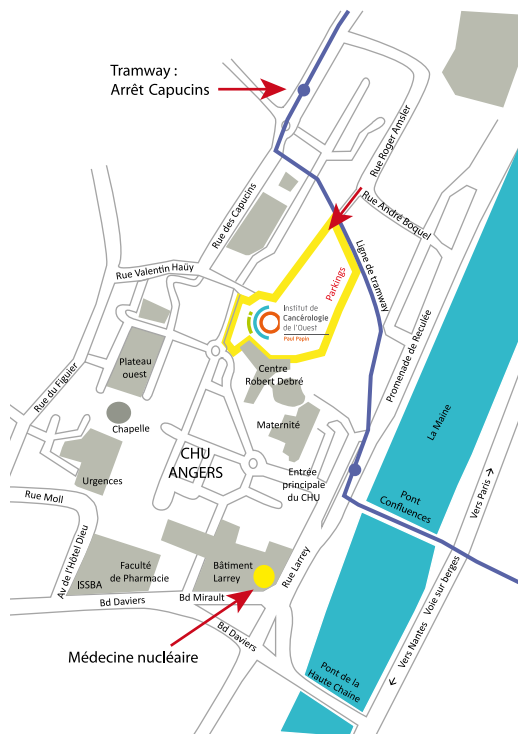 Tramway :
Arrêt Capucins
Rue Roger Amsler
Rue André Boquel
Rue des Capucins
Ligne de tramway
Rue Valentin Haüy
Parkings
Institut de
Cancérologie
de l'Ouest
Paul Papin
Promenade de Reculée
Plateau
ouest
Centre
Robert Debré
Rue du Figuier
La Maine
Chapelle
Maternité
CHU
ANGERS
Urgences
Entrée
principale
du CHU
Vers Paris
Rue Moll
Pont
Confluences
Av de l'Hôtel Dieu
Faculté
de Pharmacie
ISSBA
Bâtiment
Larrey
Rue Larrey
Voie sur berges
Bd Daviers
Bd Mirault
Bd Daviers
Vers Nantes
Médecine nucléaire
Pont de la
Haute Chaine